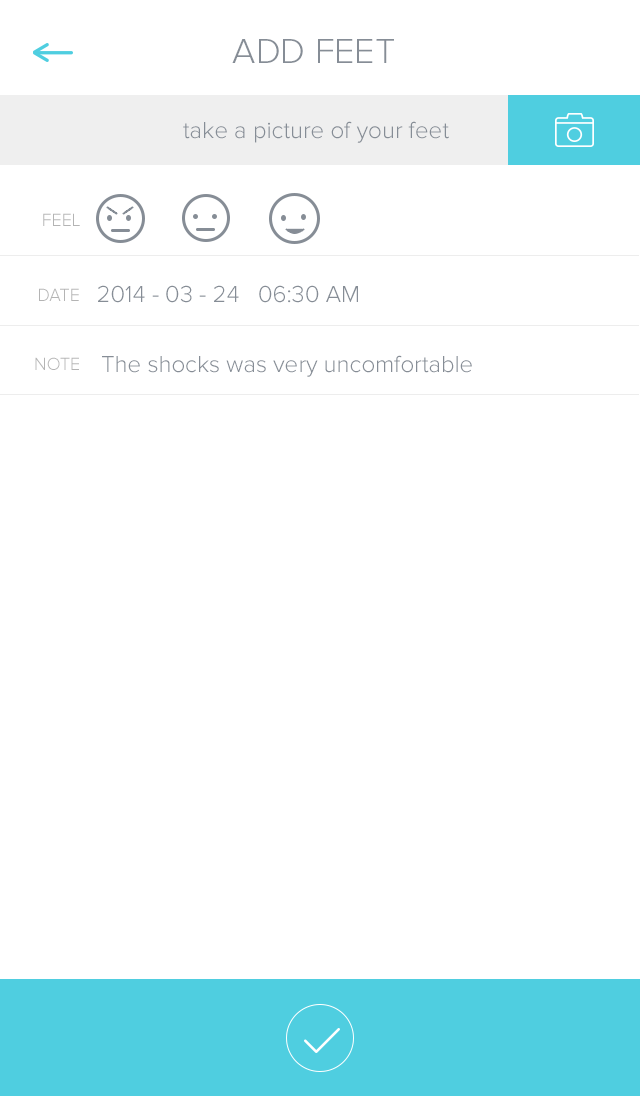 ADD FEET
take a picture of your feet
FEEL
DATE 2014 - 03 - 24 06:30 AM
NOTE The shocks was very uncomfortable